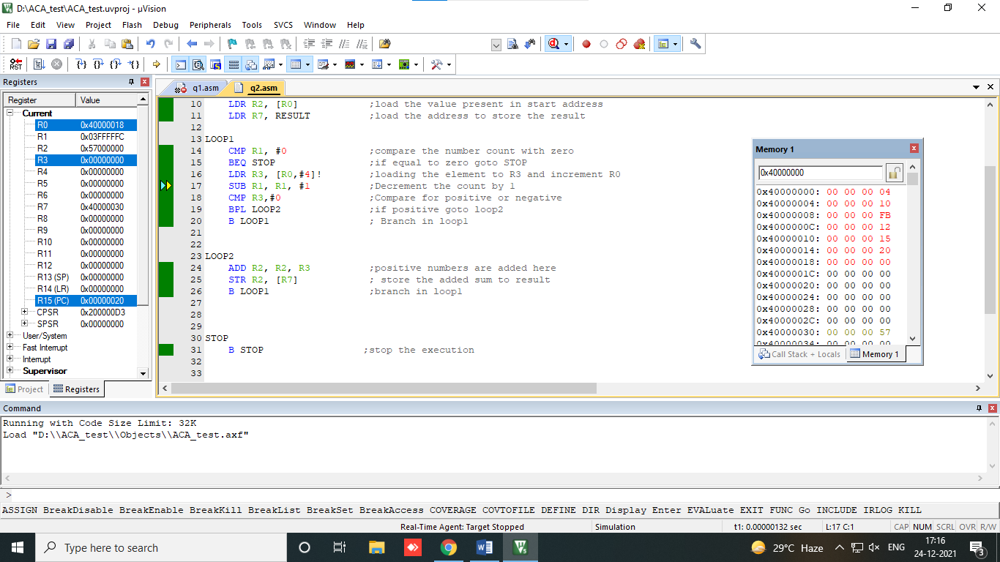 D:\ACA_test\ACA_test.uvproj - µVision
File Edit View Project Flash Debug Peripherals Tools SVCS Window Help
RST
Registers
Register Value
Current
R0 0x40000018
R1 0x03FFFFFC
R2 0x57000000
R3 0x00000000
R4 0x00000000
R5 0x00000000
R6 0x00000000
R7 0x40000030
R8 0x00000000
R9 0x00000000
R10 0x00000000
R11 0x00000000
R12 0x00000000
R13 (SP) 0x00000000
R14 (LR) 0x00000000
R15 (PC) 0x00000020
CPSR 0x200000D3
SPSR 0x00000000
User/System
Fast Interrupt
Interrupt
Supervisor
Project Registers
q1.asm q2.asm
10 LDR R2, [R0] ;load the value present in start address
11 LDR R7, RESULT ;load the address to store the result
12
13 LOOP1
14 CMP R1, #0 ;compare the number count with zero
15 BEQ STOP ;if equal to zero goto STOP
16 LDR R3, [R0,#4]! ;loading the element to R3 and increment R0
17 SUB R1, R1, #1 ;Decrement the count by 1
18 CMP R3,#0 ;Compare for positive or negative
19 BPL LOOP2 ;if positive goto loop2
20 B LOOP1 ; Branch in loop1
21
22
23 LOOP2
24 ADD R2, R2, R3 ;positive numbers are added here
25 STR R2, [R7] ; store the added sum to result
26 B LOOP1 ;branch in loop1
27
28
29
30 STOP
31 B STOP ;stop the execution
32
33
Memory 1
0x40000000
0x40000000: 00 00 00 04
0x40000004: 00 00 00 10
0x40000008: 00 00 00 FB
0x4000000C: 00 00 00 12
0x40000010: 00 00 00 15
0x40000014: 00 00 00 20
0x40000018: 00 00 00 00
0x4000001C: 00 00 00 00
0x40000020: 00 00 00 00
0x40000024: 00 00 00 00
0x40000028: 00 00 00 00
0x4000002C: 00 00 00 00
0x40000030: 00 00 00 57
0x40000034: 00 00 00 00
Call Stack + Locals Memory 1
Command
Running with Code Size Limit: 32K
Load "D:\\ACA_test\\Objects\\ACA_test.axf"
>
ASSIGN BreakDisable BreakEnable BreakKill BreakList BreakSet BreakAccess COVERAGE COVTOFILE DEFINE DIR Display Enter EVALuate EXIT FUNC Go INCLUDE IRLOG KILL
Real-Time Agent: Target Stopped Simulation t1: 0.00000132 sec L:17 C:1 CAP NUM SCRL OVR R/W
Type here to search
29°C Haze ENG
17:16
24-12-2021
3